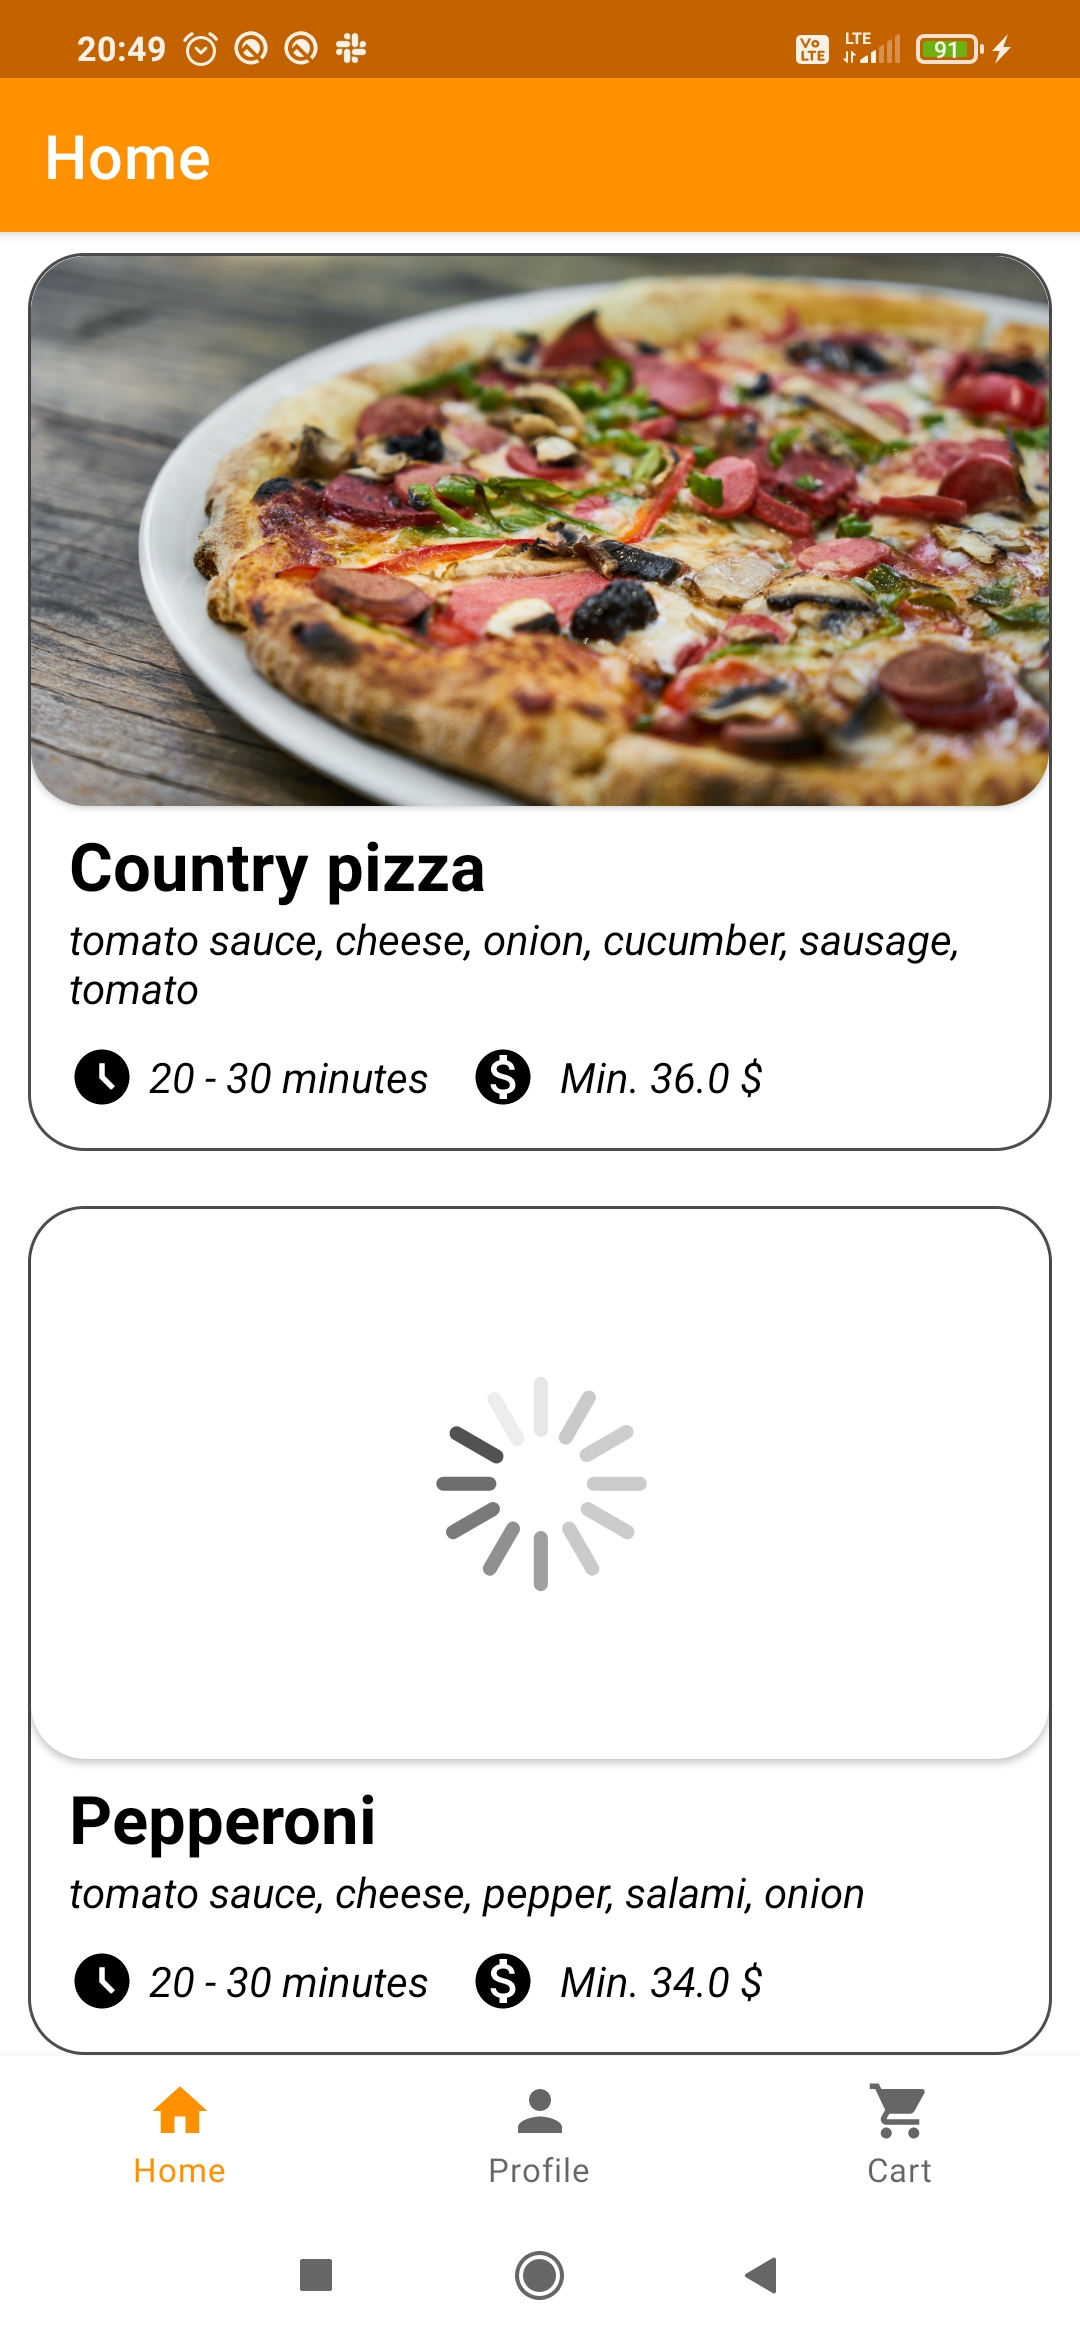 20:49
Vo LTE
LTE
91
Home
Country pizza
tomato sauce, cheese, onion, cucumber, sausage,
tomato
20 - 30 minutes
$
Min. 36.0 $
Pepperoni
tomato sauce, cheese, pepper, salami, onion
20 - 30 minutes
$
Min. 34.0 $
Home
Profile
Cart